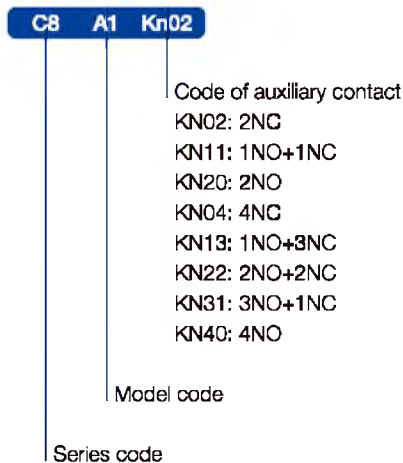 C8 A1 Kn02
Code of auxiliary contact
KN02: 2NC
KN11: 1NO+1NC
KN20: 2NO
KN04: 4NC
KN13: 1NO+3NC
KN22: 2NO+2NC
KN31: 3NO+1NC
KN40: 4NO
Model code
Series code